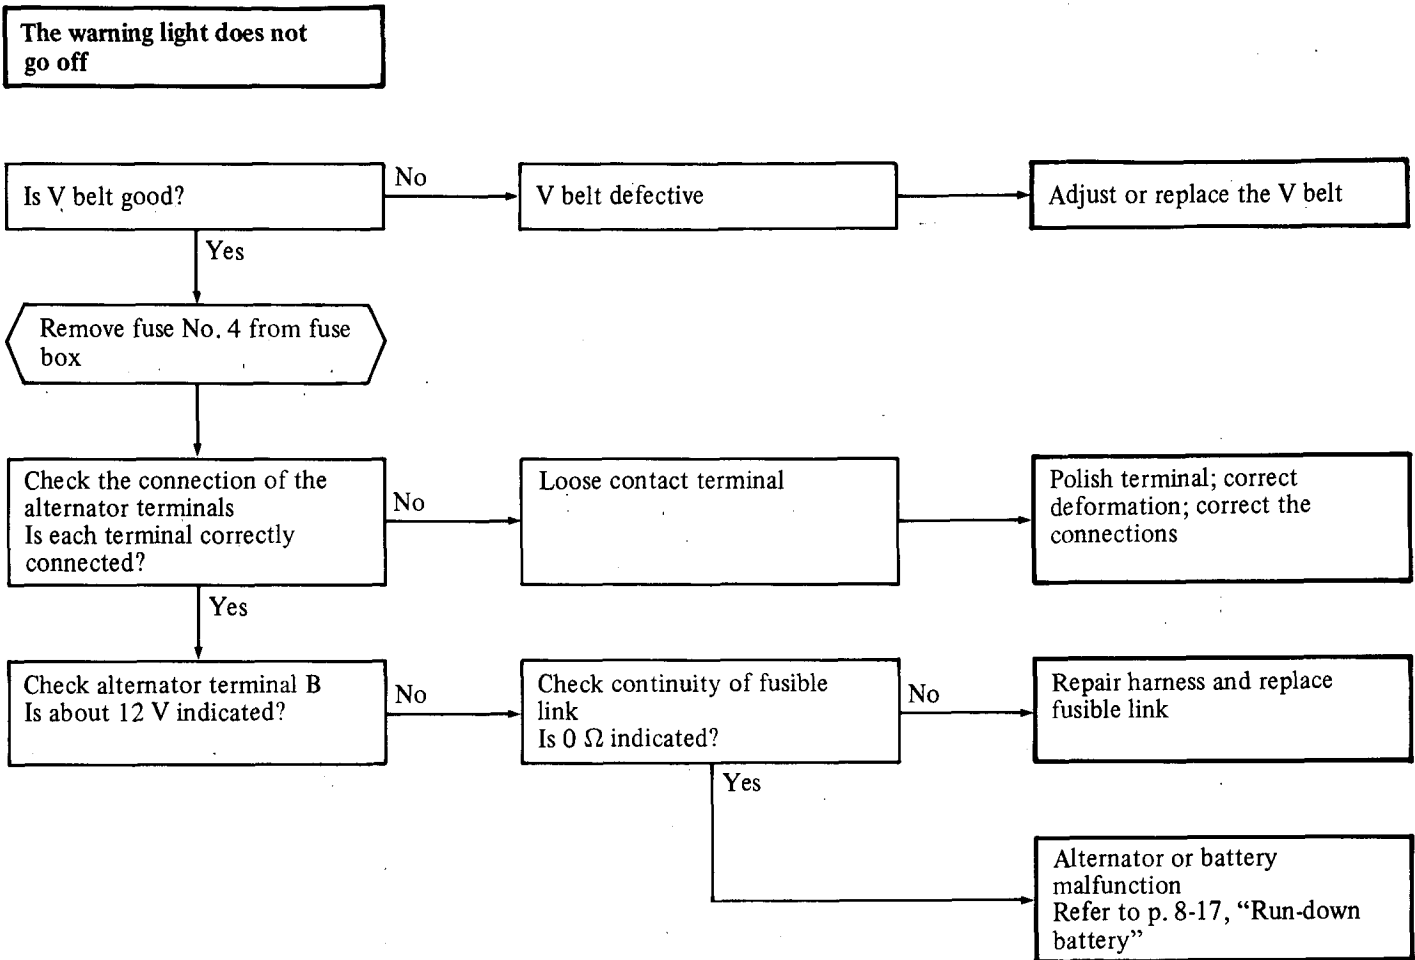 The warning light does not
go off
Is V belt good?
No
V belt defective
Adjust or replace the V belt
Yes
Remove fuse No. 4 from fuse
box
Check the connection of the
alternator terminals
Is each terminal correctly
connected?
No
Loose contact terminal
Polish terminal; correct
deformation; correct the
connections
Yes
Check alternator terminal B
Is about 12 V indicated?
No
Check continuity of fusible
link
Is 0 Ω indicated?
No
Repair harness and replace
fusible link
Yes
Alternator or battery
malfunction
Refer to p. 8-17, “Run-down
battery”